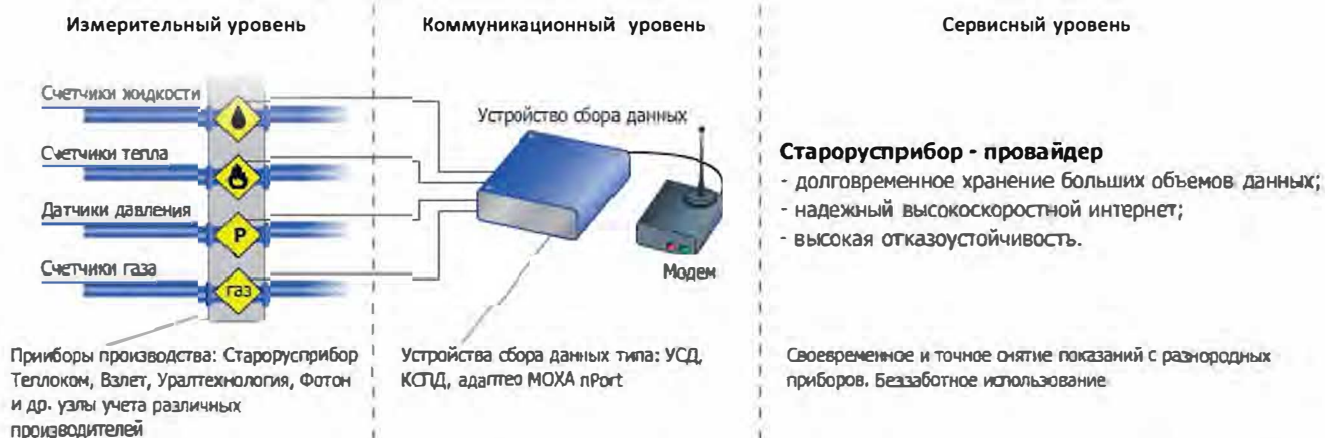 Измерительный уровень
Счетчики жидкости
Счетчики тепла
Датчики давления
P
Счетчики газа
газ
Прииборы производства: Старорусприбор
Теплоком, Взлет, Уралтехнология, Фотон
и др. узлы учета различных
производителей
Коммуникационный уровень
Устройство сбора данных
Модем
Устройства сбора данных типа: УСД,
КСПД, адаптер MOXA nPort
Сервисный уровень
Старорусприбор - провайдер
- долговременное хранение больших объемов данных;
- надежный высокоскоростной интернет;
- высокая отказоустойчивость.
Своевременное и точное снятие показаний с разнородных
приборов. Беззаботное использование